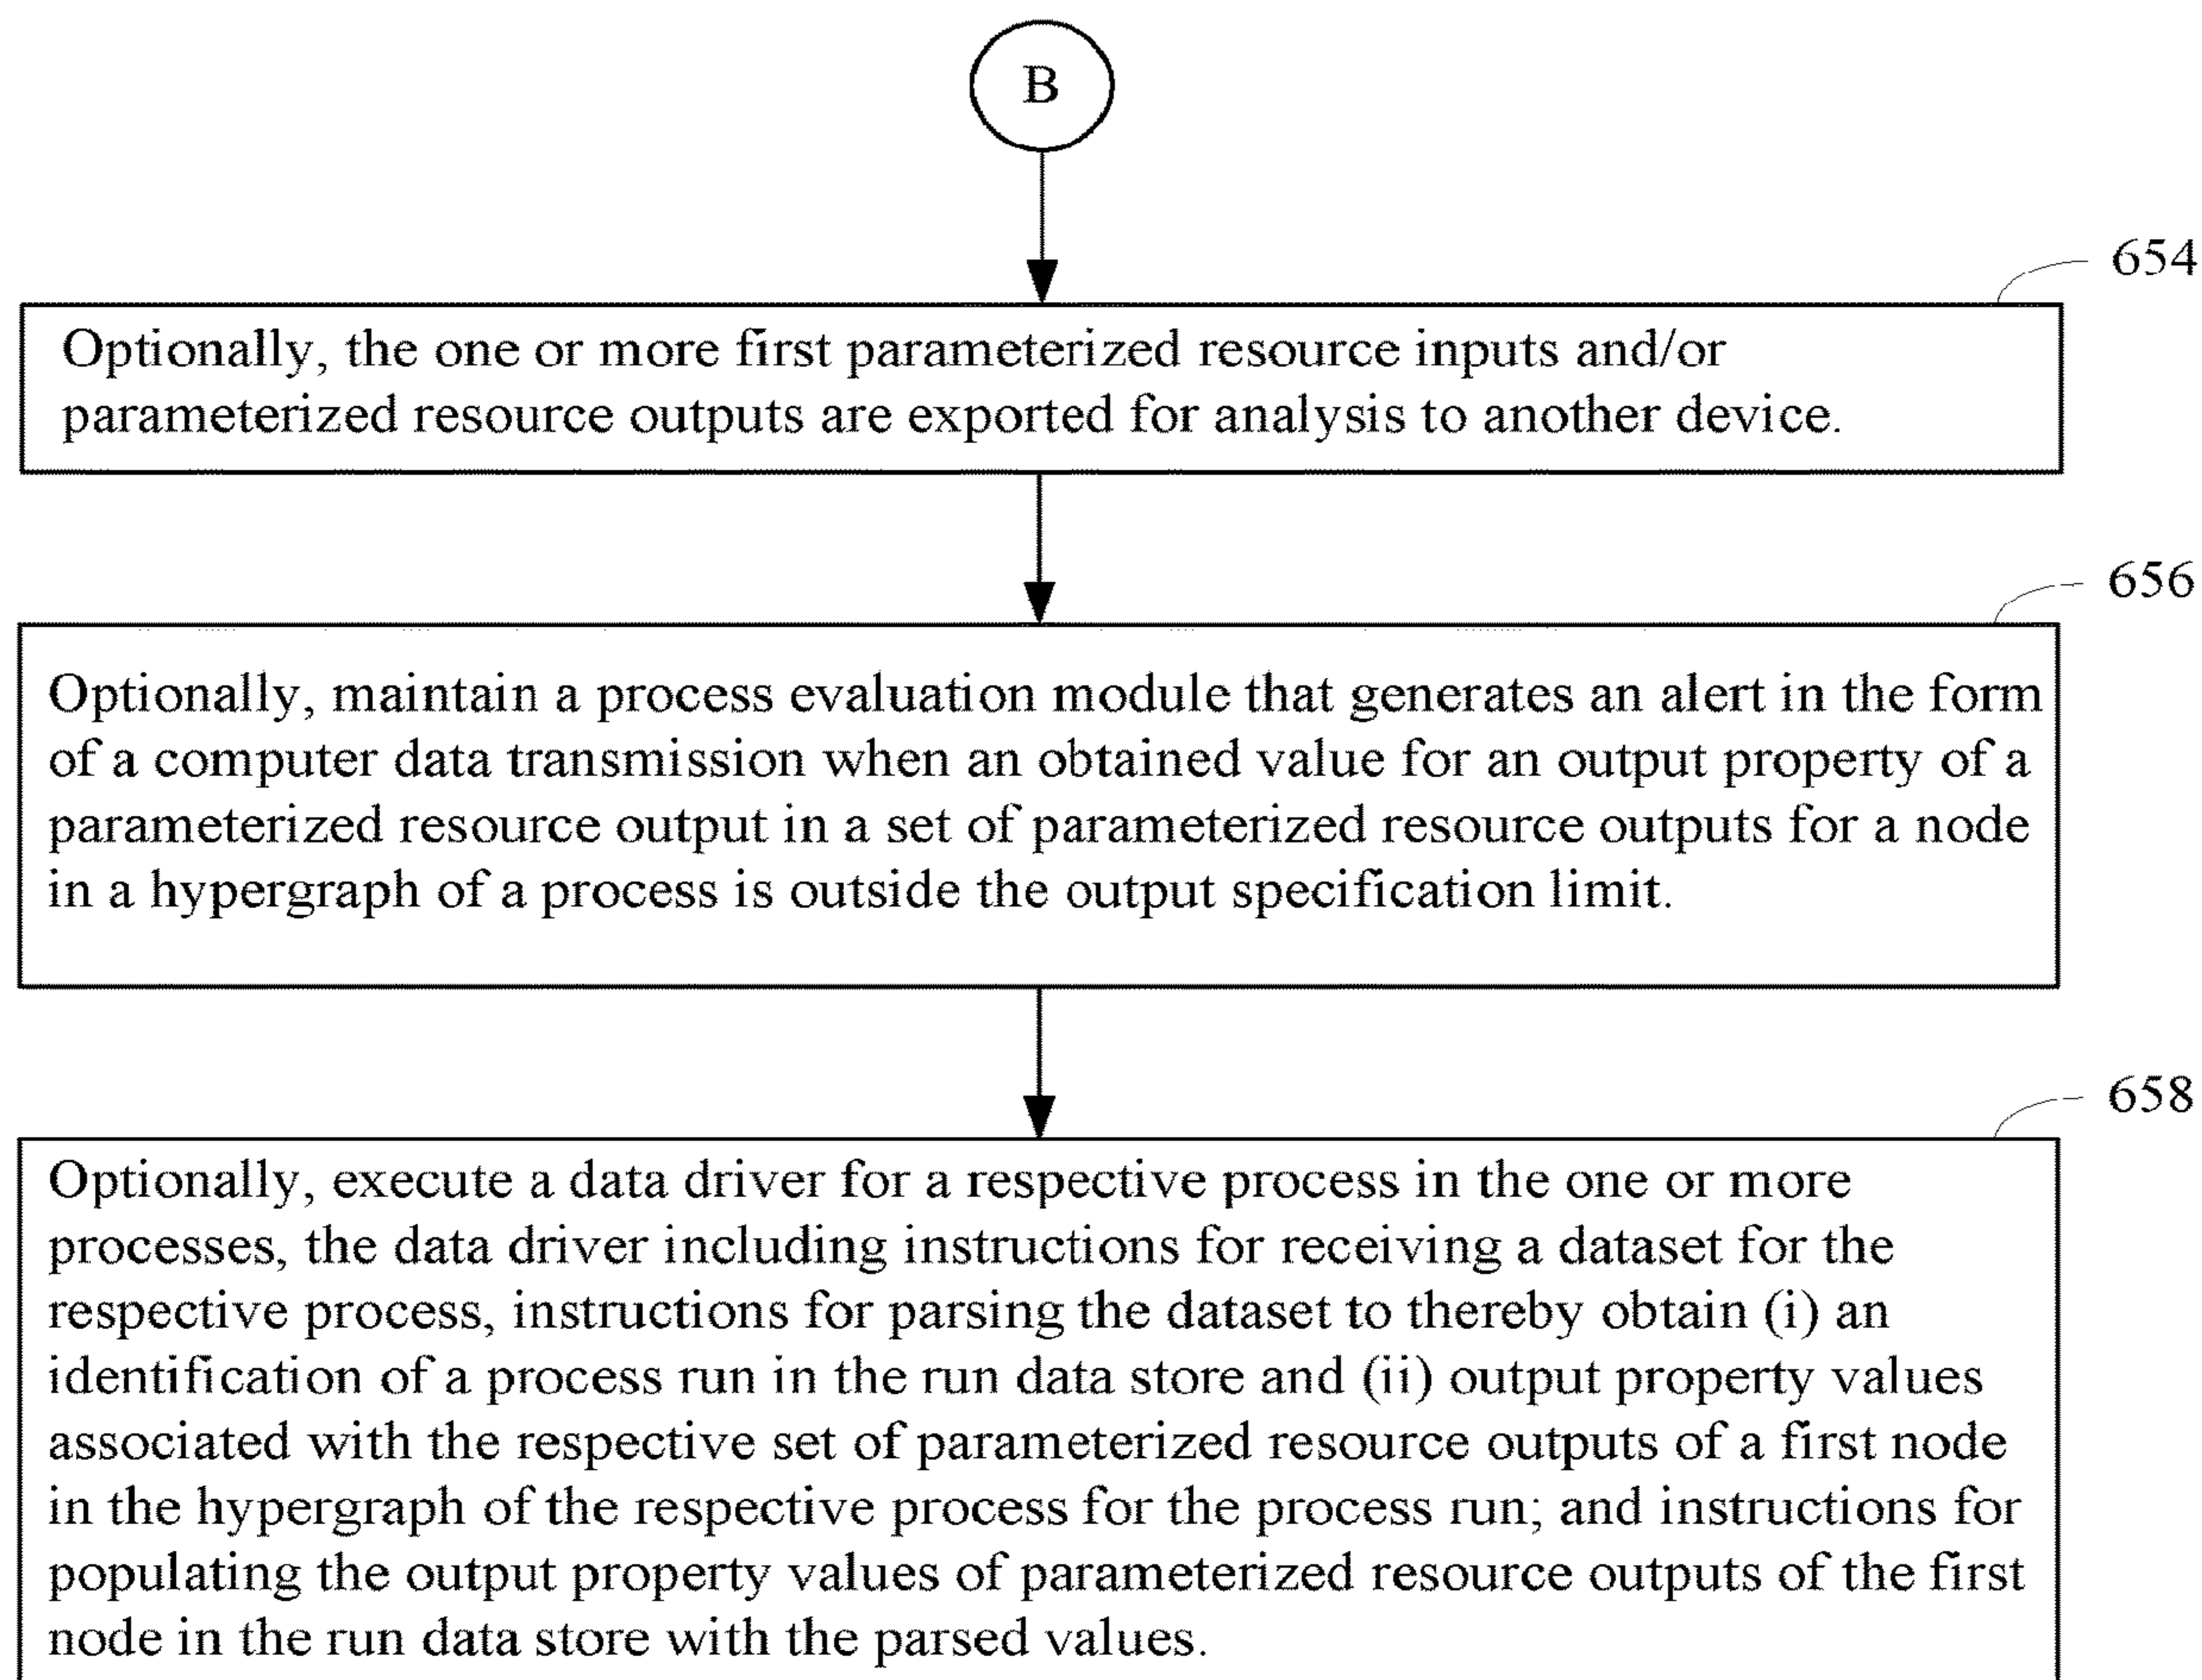 B
654
Optionally, the one or more first parameterized resource inputs and/or
parameterized resource outputs are exported for analysis to another device.
656
Optionally, maintain a process evaluation module that generates an alert in the form
of a computer data transmission when an obtained value for an output property of a
parameterized resource output in a set of parameterized resource outputs for a node
in a hypergraph of a process is outside the output specification limit.
658
Optionally, execute a data driver for a respective process in the one or more
processes, the data driver including instructions for receiving a dataset for the
respective process, instructions for parsing the dataset to thereby obtain (i) an
identification of a process run in the run data store and (ii) output property values
associated with the respective set of parameterized resource outputs of a first node
in the hypergraph of the respective process for the process run; and instructions for
populating the output property values of parameterized resource outputs of the first
node in the run data store with the parsed values.